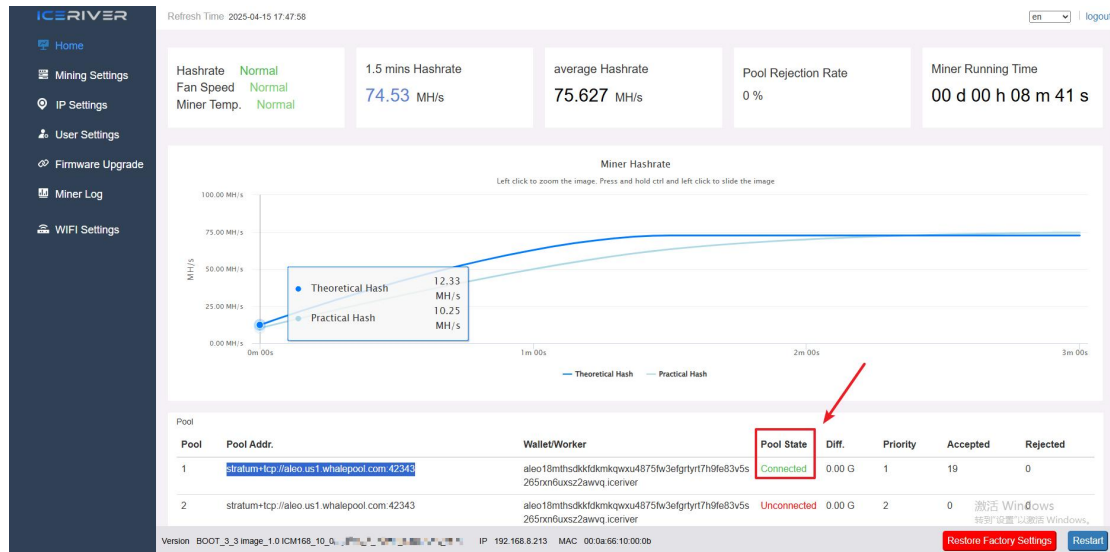 ICERIVER
Refresh Time 2025-04-15 17:47:58
en
logout
Home
Mining Settings
IP Settings
User Settings
Firmware Upgrade
Miner Log
WIFI Settings
Hashrate Normal
Fan Speed Normal
Miner Temp. Normal
1.5 mins Hashrate
74.53 MH/s
average Hashrate
75.627 MH/s
Pool Rejection Rate
0 %
Miner Running Time
00 d 00 h 08 m 41 s
Miner Hashrate
Left click to zoom the image. Press and hold ctrl and left click to slide the image
100.00 MH/s
75.00 MH/s
50.00 MH/s
25.00 MH/s
0.00 MH/s
MH/s
Theoretical Hash 12.33 MH/s
Practical Hash 10.25 MH/s
0m 00s 1m 00s 2m 00s 3m 00s
Theoretical Hash Practical Hash
Pool
Pool Pool Addr. Wallet/Worker Pool State Diff. Priority Accepted Rejected
1 stratum+tcp://aleo.us1.whalepool.com:42343 aleo18mthsdkkfdkmkqwxu4875fw3efgrtyrt7h9fe83v5s Connected 0.00 G 1 19 0
265rxn6uxsz2awvq.iceriver
2 stratum+tcp://aleo.us1.whalepool.com:42343 aleo18mthsdkkfdkmkqwxu4875fw3efgrtyrt7h9fe83v5s Unconnected 0.00 G 2 0 0
265rxn6uxsz2awvq.iceriver
激活 Windows
转到"设置"以激活 Windows。
Version BOOT_3_3 image_1.0 ICM168_10_0 IP 192.168.8.213 MAC 00:0a:66:10:00:0b
Restore Factory Settings
Restart